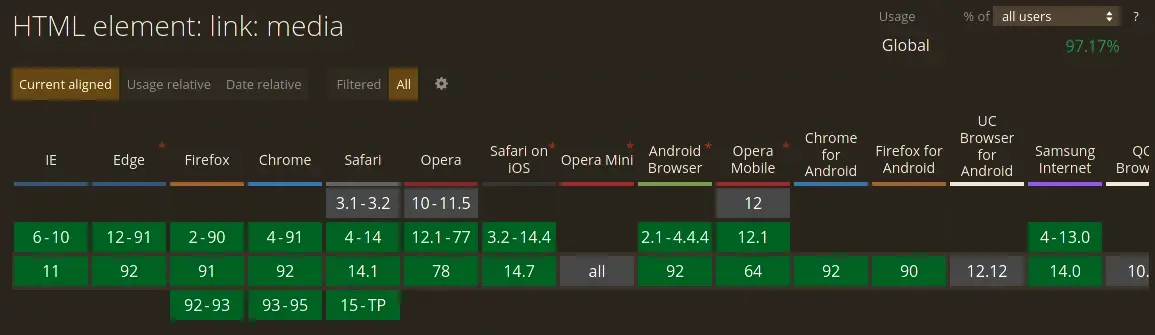 HTML element: link: media
Usage % of all users ?
Global 97.17%
Current aligned Usage relative Date relative Filtered All
IE Edge * Firefox Chrome Safari Opera Safari on iOS * Opera Mini * Android Browser * Opera Mobile * Chrome for Android Firefox for Android UC Browser for Android Samsung Internet QQ Brow
3.1-3.2 10-11.5 12
6-10 12-91 2-90 4-91 4-14 12.1-77 3.2-14.4 2.1-4.4.4 12.1 4-13.0
11 92 91 92 14.1 78 14.7 all 92 64 92 90 12.12 14.0 10.
92-93 93-95 15-TP